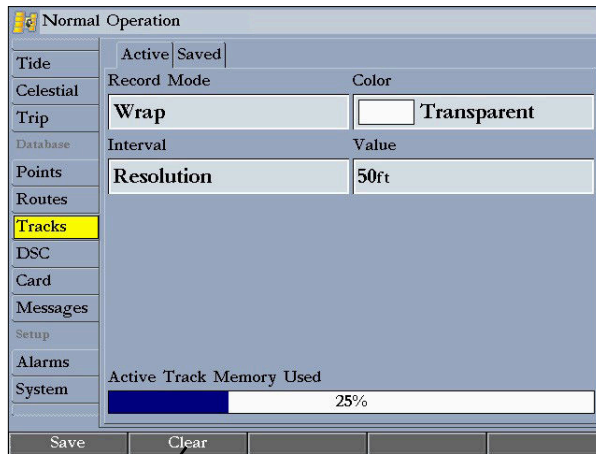 Normal Operation
Tide
Celestial
Trip
Database
Points
Routes
Tracks
DSC
Card
Messages
Setup
Alarms
System
Active Saved
Record Mode Color
Wrap Transparent
Interval Value
Resolution 50ft
Active Track Memory Used
25%
Save Clear